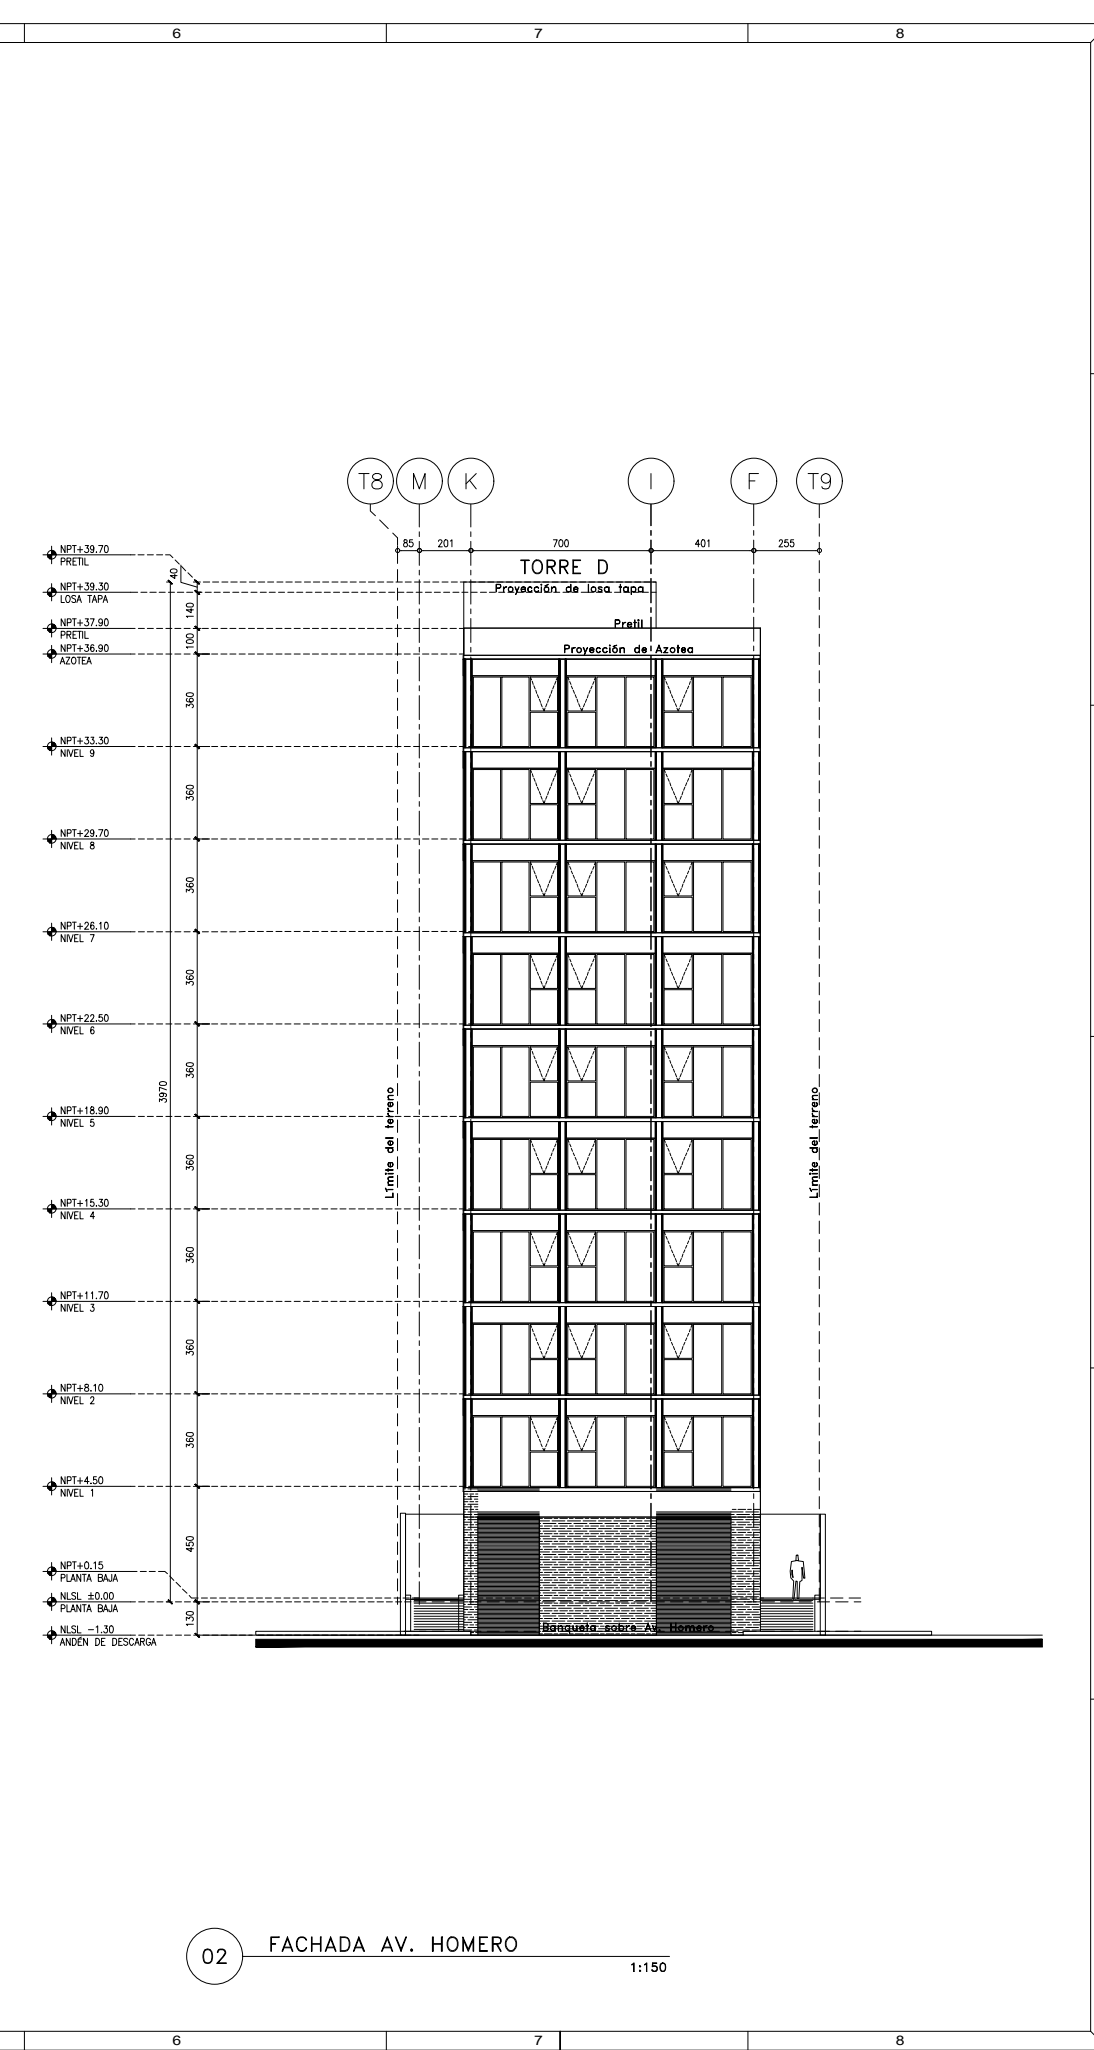 6 7 8
T8 M K I F T9
85 201 700 401 255
TORRE D
NPT+39.70
PRETIL
40
NPT+39.30
LOSA TAPA
Proyección de losa tapa
140
NPT+37.90
PRETIL
Pretil
100
NPT+36.90
AZOTEA
Proyección de Azotea
360
NPT+33.30
NIVEL 9
360
NPT+29.70
NIVEL 8
360
NPT+26.10
NIVEL 7
360
NPT+22.50
NIVEL 6
360
3970
Límite del terreno
Límite del terreno
NPT+18.90
NIVEL 5
360
NPT+15.30
NIVEL 4
360
NPT+11.70
NIVEL 3
360
NPT+8.10
NIVEL 2
360
NPT+4.50
NIVEL 1
450
NPT+0.15
PLANTA BAJA
NLSL ±0.00
PLANTA BAJA
130
NLSL -1.30
ANDÉN DE DESCARGA
Banqueta sobre Av. Homero
02
FACHADA AV. HOMERO
1:150
6 7 8